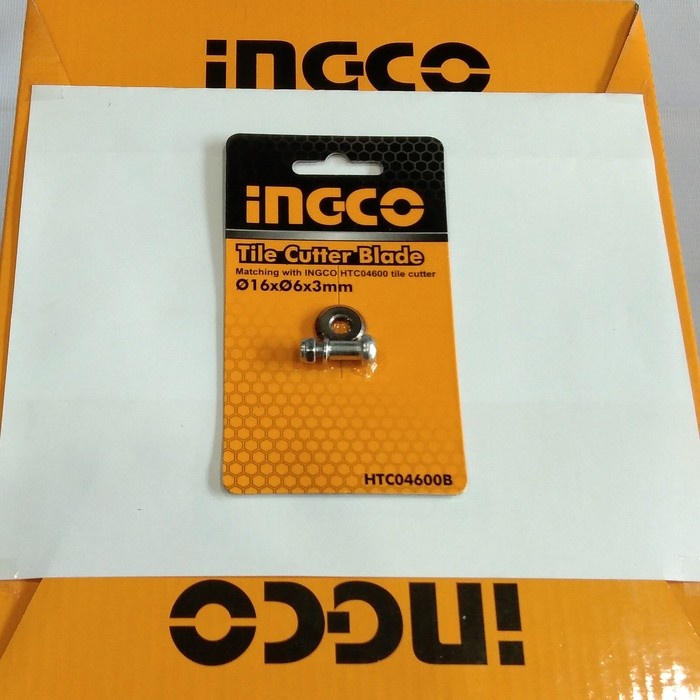 INGCO
INGCO
Tile Cutter Blade
Matching with INGCO HTC04600 tile cutter
Ø16xØ6x3mm
HTC04600B
INGCO